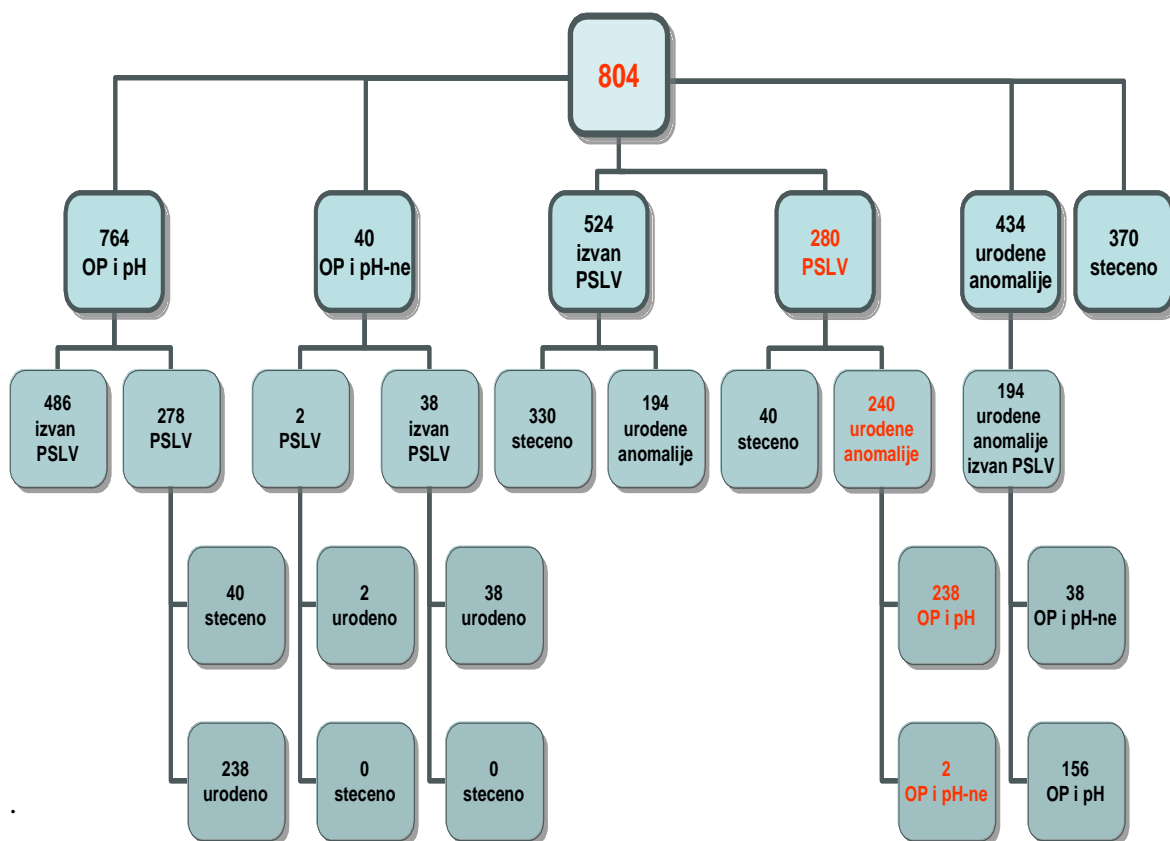 804
764
OP i pH
40
OP i pH-ne
524
izvan
PSLV
280
PSLV
434
urodene
anomalije
370
steceno
486
izvan
PSLV
278
PSLV
2
PSLV
38
izvan
PSLV
330
steceno
194
urodene
anomalije
40
steceno
240
urodene
anomalije
194
urodene
anomalije
izvan PSLV
40
steceno
2
urodeno
38
urodeno
238
OP i pH
38
OP i pH-ne
238
urodeno
0
steceno
0
steceno
2
OP i pH-ne
156
OP i pH
.